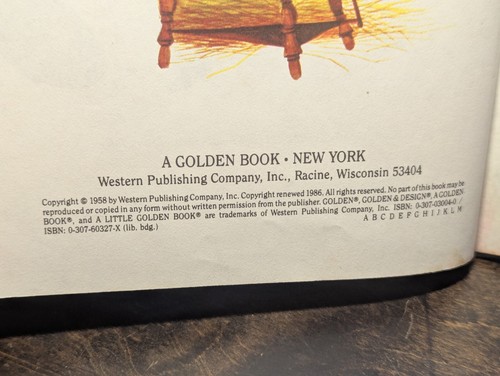 A GOLDEN BOOK • NEW YORK
Western Publishing Company, Inc., Racine, Wisconsin 53404
Copyright © 1958 by Western Publishing Company, Inc. Copyright renewed 1986. All rights reserved. No part of this book may be
reproduced or copied in any form without written permission from the publisher. GOLDEN®, GOLDEN & DESIGN®, A GOLDEN
BOOK®, and A LITTLE GOLDEN BOOK® are trademarks of Western Publishing Company, Inc. ISBN: 0-307-03004-0 /
ISBN: 0-307-60327-X (lib. bdg.)
A B C D E F G H I J K L M